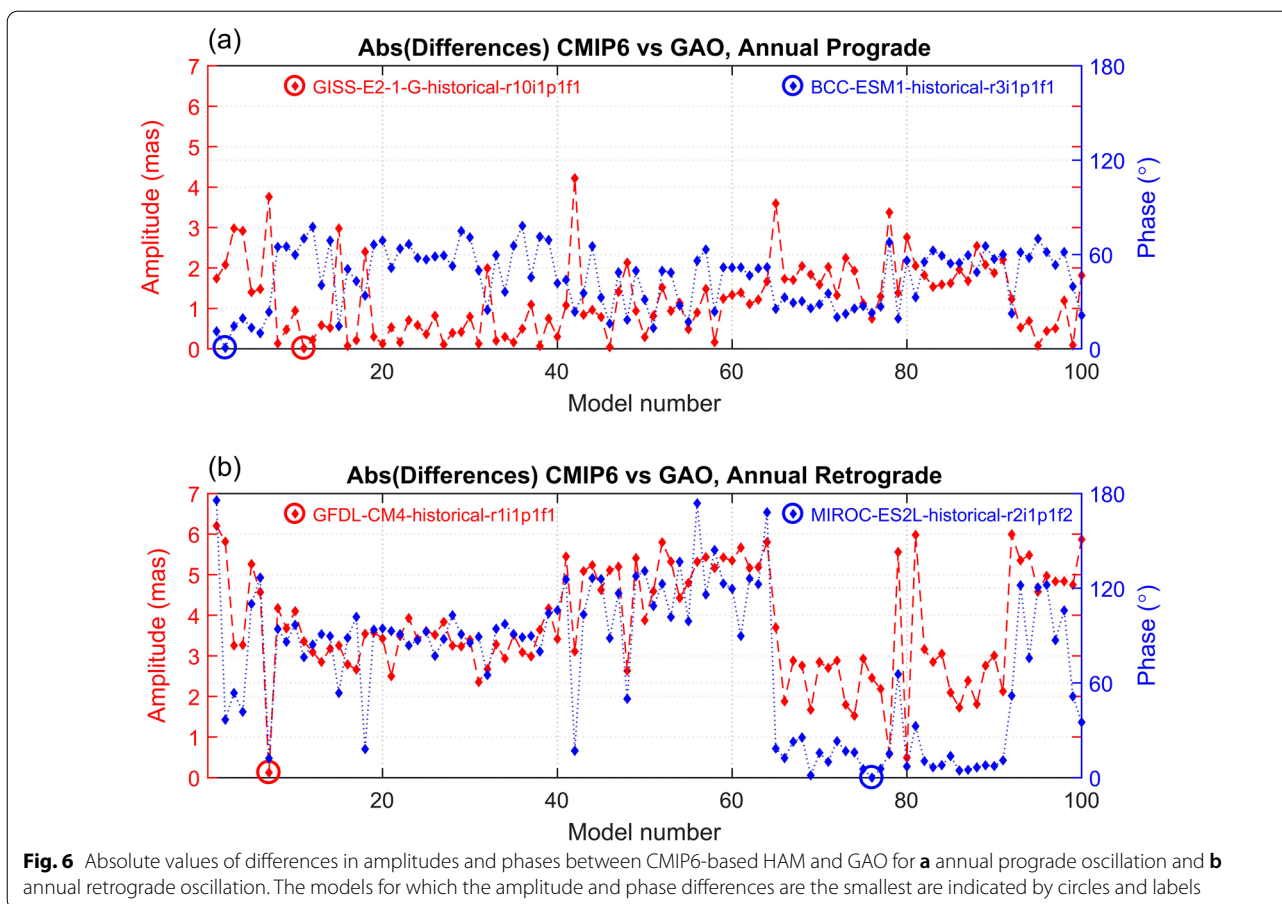 (a)
Abs(Differences) CMIP6 vs GAO, Annual Prograde
7
6
5
4
3
2
1
0
Amplitude (mas)
GISS-E2-1-G-historical-r10i1p1f1
BCC-ESM1-historical-r3i1p1f1
180
120
60
0
Phase (°)
20
40
60
80
100
Model number
(b)
Abs(Differences) CMIP6 vs GAO, Annual Retrograde
7
6
5
4
3
2
1
0
Amplitude (mas)
GFDL-CM4-historical-r1i1p1f1
MIROC-ES2L-historical-r2i1p1f2
180
120
60
0
Phase (°)
20
40
60
80
100
Model number
Fig. 6 Absolute values of differences in amplitudes and phases between CMIP6-based HAM and GAO for a annual prograde oscillation and b
annual retrograde oscillation. The models for which the amplitude and phase differences are the smallest are indicated by circles and labels